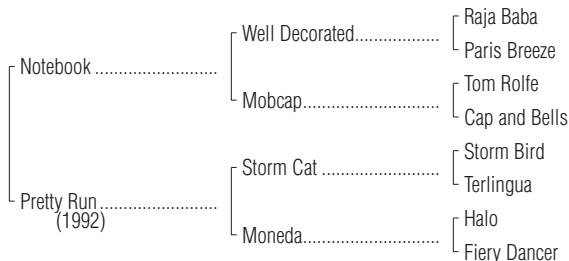 Raja Baba
Well Decorated..................
Paris Breeze
Notebook ..........................
Tom Rolfe
Mobcap.............................
Cap and Bells
Storm Bird
Storm Cat .........................
Terlingua
Pretty Run.........................
(1992)
Halo
Moneda.............................
Fiery Dancer